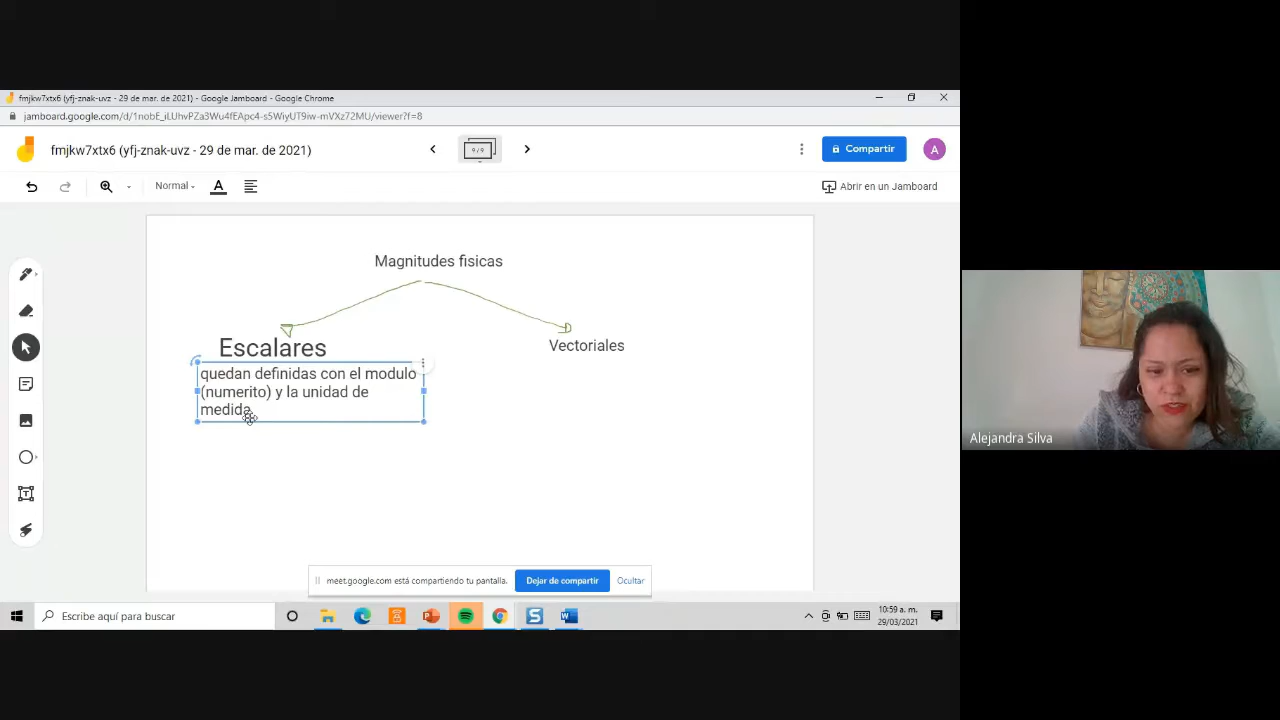 fmjkw7xtx6 (yfj-znak-uvz - 29 de mar. de 2021) - Google Jamboard - Google Chrome
jamboard.google.com/d/1nobE_iLUhvPZa3Wu4fEApc4-s5WiyUT9iw-mVXz72MU/viewer?f=8
fmjkw7xtx6 (yfj-znak-uvz - 29 de mar. de 2021)
9/9
Compartir
A
Normal
A
Abrir en un Jamboard
Magnitudes fisicas
Escalares
Vectoriales
quedan definidas con el modulo
(numerito) y la unidad de
medida
Alejandra Silva
meet.google.com está compartiendo tu pantalla.
Dejar de compartir
Ocultar
Escribe aquí para buscar
10:59 a. m.
29/03/2021